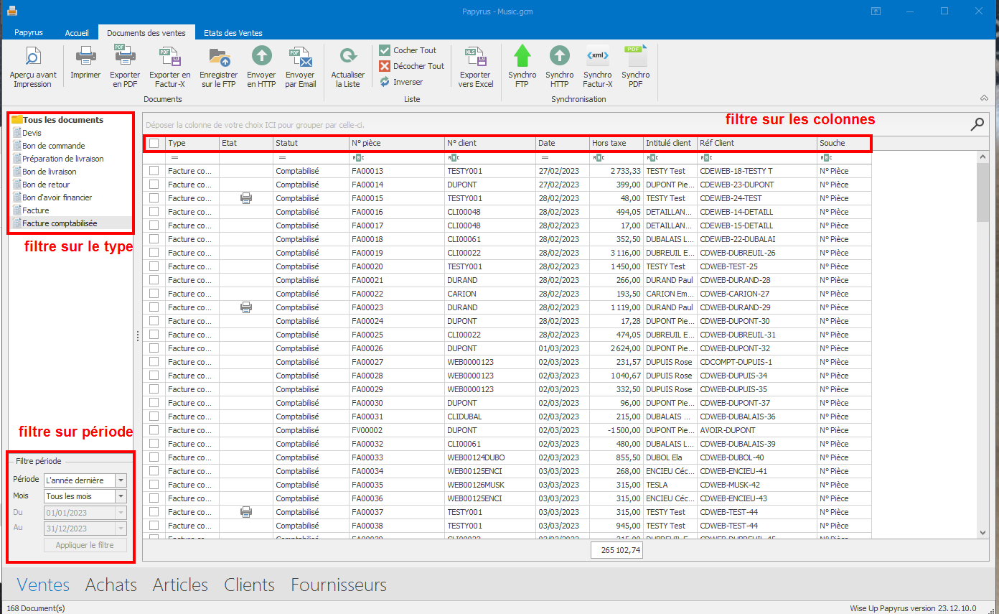 Papyrus - Music.gcm
Papyrus Accueil Documents des ventes Etats des Ventes
Aperçu avant Impression
Imprimer
Exporter en PDF
Exporter en Factur-X
Enregistrer sur le FTP
Envoyer en HTTP
Envoyer par Email
Documents
Actualiser la Liste
Cocher Tout
Décocher Tout
Inverser
Exporter vers Excel
Liste
Synchro FTP
Synchro HTTP
Synchro Factur-X
Synchro PDF
Synchronisation
Tous les documents
Devis
Bon de commande
Préparation de livraison
Bon de livraison
Bon de retour
Bon d'avoir financier
Facture
Facture comptabilisée
filtre sur le type
filtre sur période
Filtre période
Période L'année dernière
Mois Tous les mois
Du 01/01/2023
Au 31/12/2023
Appliquer le filtre
filtre sur les colonnes
Déposer la colonne de votre choix ICI pour grouper par celle-ci.
Type Etat Statut N° pièce N° client Date Hors taxe Intitulé client Réf Client Souche
Facture co... Comptabilisé FA00013 TESTY001 27/02/2023 2 733,33 TESTY Test CDEWEB-18-TESTY T N° Pièce
Facture co... Comptabilisé FA00014 DUPONT 27/02/2023 399,00 DUPONT Pie... CDEWEB-23-DUPONT N° Pièce
Facture co... Comptabilisé FA00015 TESTY001 28/02/2023 48,00 TESTY Test CDEWEB-24-TEST N° Pièce
Facture co... Comptabilisé FA00016 CLI00048 28/02/2023 494,05 DETAILLAN... CDEWEB-14-DETAILL N° Pièce
Facture co... Comptabilisé FA00017 CLI00048 28/02/2023 17,00 DETAILLAN... CDEWEB-15-DETAILL N° Pièce
Facture co... Comptabilisé FA00018 CLI00061 28/02/2023 352,50 DUBALAIS L... CDEWEB-22-DUBALAI N° Pièce
Facture co... Comptabilisé FA00019 CLI00022 28/02/2023 3 116,00 DUBREUIL E... CDWEB-DUBREUIL-26 N° Pièce
Facture co... Comptabilisé FA00020 TESTY001 28/02/2023 1 450,00 TESTY Test CDWEB-TEST-25 N° Pièce
Facture co... Comptabilisé FA00021 DURAND 28/02/2023 266,00 DURAND Paul CDWEB-DURAND-28 N° Pièce
Facture co... Comptabilisé FA00022 CARION 28/02/2023 193,50 CARION Em... CDWEB-CARION-27 N° Pièce
Facture co... Comptabilisé FA00023 DURAND 28/02/2023 1 119,00 DURAND Paul CDWEB-DURAND-29 N° Pièce
Facture co... Comptabilisé FA00024 DUPONT 28/02/2023 17,28 DUPONT Pie... CDWEB-DUPONT-30 N° Pièce
Facture co... Comptabilisé FA00025 CLI00022 28/02/2023 474,05 DUBREUIL E... CDWEB-DUBREUIL-31 N° Pièce
Facture co... Comptabilisé FA00026 DUPONT 01/03/2023 2 624,00 DUPONT Pie... CDWEB-DUPONT-32 N° Pièce
Facture co... Comptabilisé FA00027 WEB0000123 02/03/2023 231,57 DUPUIS Rose CDCOMPT-DUPUIS-1 N° Pièce
Facture co... Comptabilisé FA00028 WEB0000123 02/03/2023 1 040,67 DUPUIS Rose CDWEB-DUPUIS-34 N° Pièce
Facture co... Comptabilisé FA00029 WEB0000123 02/03/2023 332,50 DUPUIS Rose CDWEB-DUPUIS-35 N° Pièce
Facture co... Comptabilisé FA00030 DUPONT 02/03/2023 96,00 DUPONT Pie... CDWEB-DUPONT-37 N° Pièce
Facture co... Comptabilisé FA00031 CLIDUBAL 02/03/2023 215,00 DUBALAIS ... CDWEB-DUBALAIS-36 N° Pièce
Facture co... Comptabilisé FV00002 DUPONT 02/03/2023 -1 500,00 DUPONT Pie... AVOIR-DUPONT N° Pièce
Facture co... Comptabilisé FA00032 CLI00061 02/03/2023 480,00 DUBALAIS L... CDWEB-DUBALAIS-39 N° Pièce
Facture co... Comptabilisé FA00033 WEB00124DUBO 02/03/2023 855,50 DUBOL Ela CDWEB-DUBOL-40 N° Pièce
Facture co... Comptabilisé FA00034 WEB00125ENCI 03/03/2023 268,00 ENCIEU Céc... CDWEB-ENCIEU-41 N° Pièce
Facture co... Comptabilisé FA00035 WEB00126MUSK 03/03/2023 315,00 TESLA CDWEB-MUSK-42 N° Pièce
Facture co... Comptabilisé FA00036 WEB00125ENCI 03/03/2023 315,00 ENCIEU Céc... CDWEB-ENCIEU-43 N° Pièce
Facture co... Comptabilisé FA00037 TESTY001 03/03/2023 315,00 TESTY Test CDWEB-TEST-44 N° Pièce
Facture co... Comptabilisé FA00038 TESTY001 03/03/2023 945,00 TESTY Test CDWEB-TEST-44 N° Pièce
265 102,74
Ventes Achats Articles Clients Fournisseurs
168 Document(s)
Wise Up Papyrus version 23.12.10.0